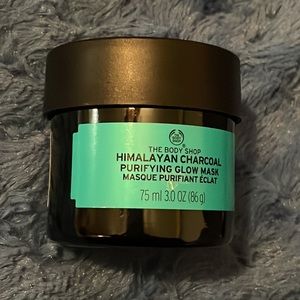 THE BODY SHOP®
HIMALAYAN CHARCOAL
PURIFYING GLOW MASK
MASQUE PURIFIANT ÉCLAT
75 ml 3.0 OZ (86 g)